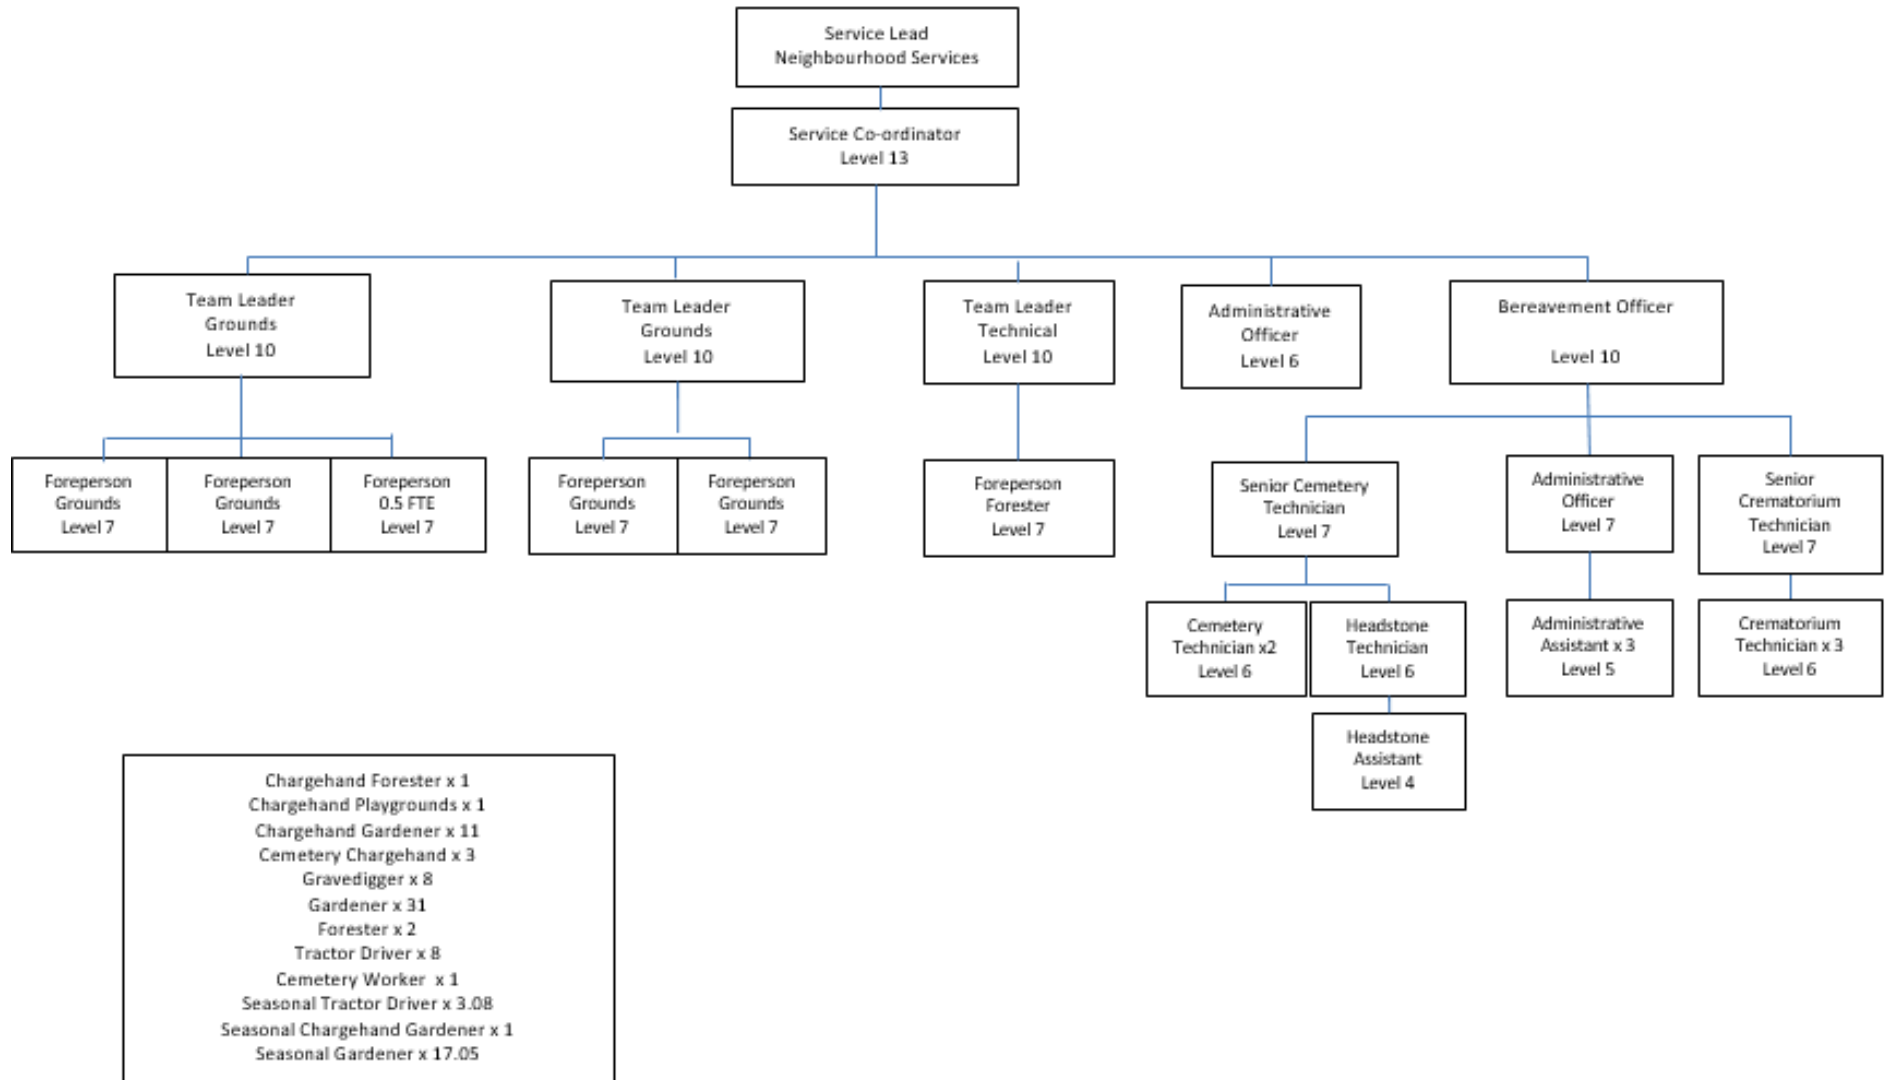 Service Lead
Neighbourhood Services
Service Co-ordinator
Level 13
Team Leader
Grounds
Level 10
Team Leader
Grounds
Level 10
Team Leader
Technical
Level 10
Administrative
Officer
Level 6
Bereavement Officer
Level 10
Foreperson
Grounds
Level 7
Foreperson
Grounds
Level 7
Foreperson
0.5 FTE
Level 7
Foreperson
Grounds
Level 7
Foreperson
Grounds
Level 7
Foreperson
Forester
Level 7
Senior Cemetery
Technician
Level 7
Administrative
Officer
Level 7
Senior
Crematorium
Technician
Level 7
Cemetery
Technician x2
Level 6
Headstone
Technician
Level 6
Administrative
Assistant x 3
Level 5
Crematorium
Technician x 3
Level 6
Headstone
Assistant
Level 4
Chargehand Forester x 1
Chargehand Playgrounds x 1
Chargehand Gardener x 11
Cemetery Chargehand x 3
Gravedigger x 8
Gardener x 31
Forester x 2
Tractor Driver x 8
Cemetery Worker  x 1
Seasonal Tractor Driver x 3.08
Seasonal Chargehand Gardener x 1
Seasonal Gardener x 17.05